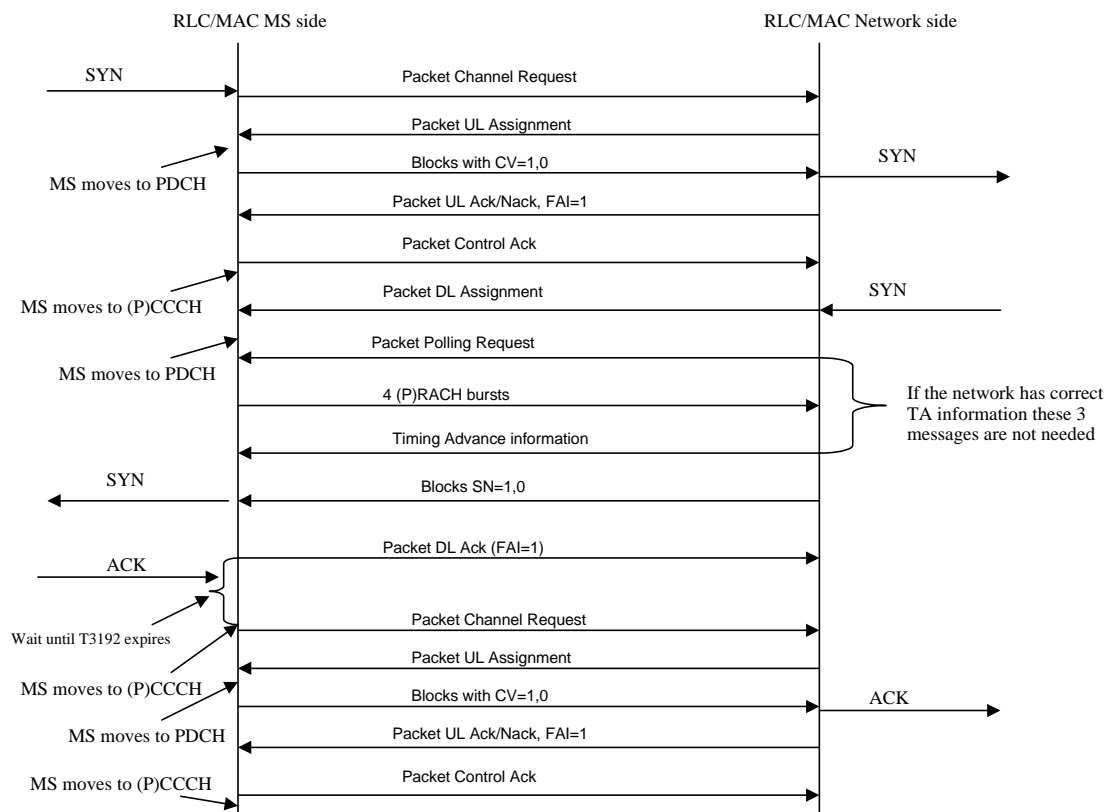 RLC/MAC MS side
RLC/MAC Network side
SYN
Packet Channel Request
Packet UL Assignment
MS moves to PDCH
Blocks with CV=1,0
SYN
Packet UL Ack/Nack, FAI=1
Packet Control Ack
MS moves to (P)CCCH
Packet DL Assignment
SYN
Packet Polling Request
MS moves to PDCH
4 (P)RACH bursts
If the network has correct
TA information these 3
messages are not needed
Timing Advance information
SYN
Blocks SN=1,0
Packet DL Ack (FAI=1)
ACK
Packet Channel Request
Wait until T3192 expires
Packet UL Assignment
MS moves to (P)CCCH
Blocks with CV=1,0
ACK
MS moves to PDCH
Packet UL Ack/Nack, FAI=1
Packet Control Ack
MS moves to (P)CCCH